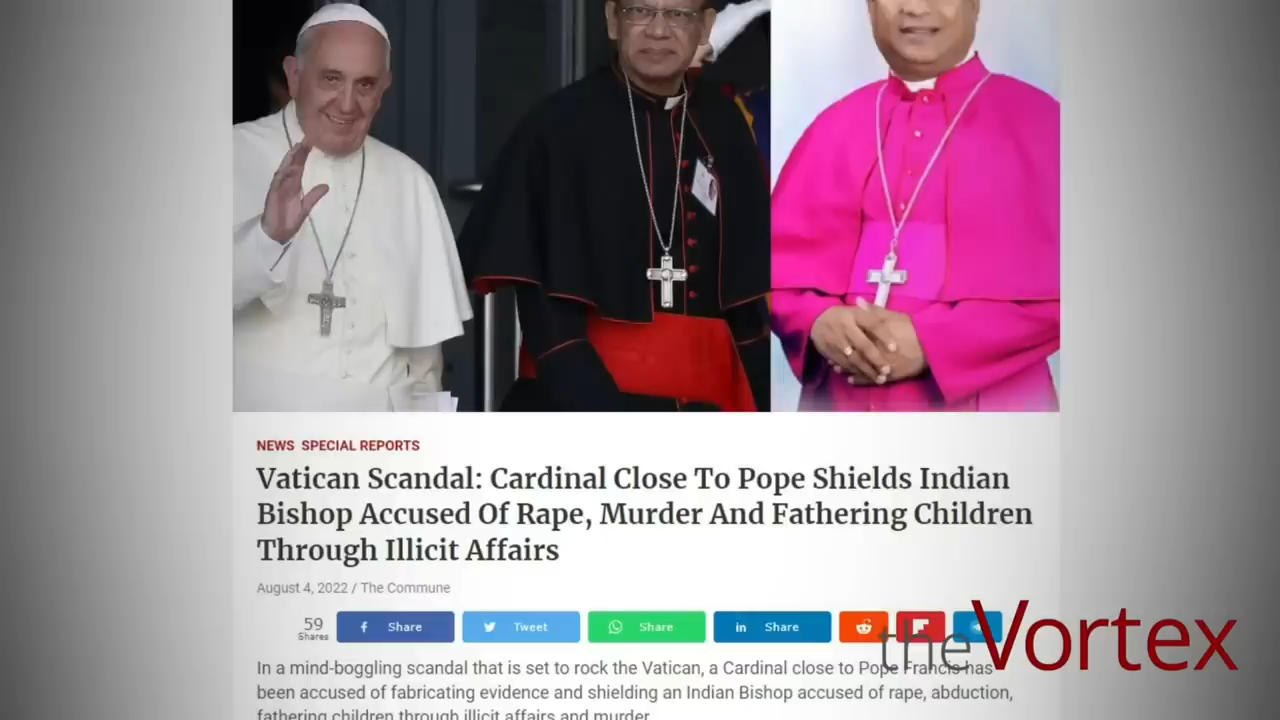 NEWS SPECIAL REPORTS
Vatican Scandal: Cardinal Close To Pope Shields Indian
Bishop Accused Of Rape, Murder And Fathering Children
Through Illicit Affairs
August 4, 2022 / The Commune
59
Shares
Share
Tweet
Share
Share
In a mind-boggling scandal that is set to rock the Vatican, a Cardinal close to Pope Francis has
been accused of fabricating evidence and shielding an Indian Bishop accused of rape, abduction,
fathering children through illicit affairs and murder
theVortex